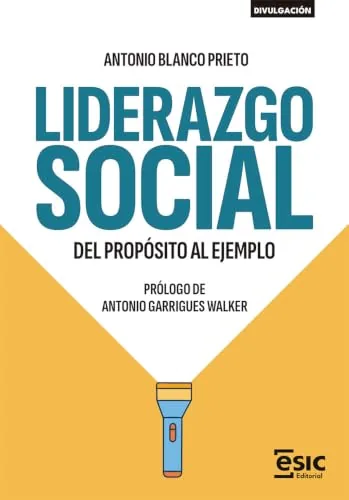 DIVULGACIÓN
ANTONIO BLANCO PRIETO
LIDERAZGO
SOCIAL
DEL PROPÓSITO AL EJEMPLO
PRÓLOGO DE
ANTONIO GARRIGUES WALKER
ESIC
Editorial